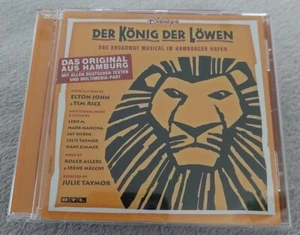 Disney's
DER KÖNIG DER LÖWEN
DAS BROADWAY MUSICAL IM HAMBURGER HAFEN
DAS ORIGINAL
AUS HAMBURG
MIT ALLEN DEUTSCHEN TEXTEN
UND MULTIMEDIA-PART
ELTON JOHN
& TIM RICE
LEBO M,
MARK MANCINA,
JAY RIFKIN,
JULIE TAYMOR,
HANS ZIMMER
ROGER ALLERS
& IRENE MECCHI
DIRECTED BY
JULIE TAYMOR